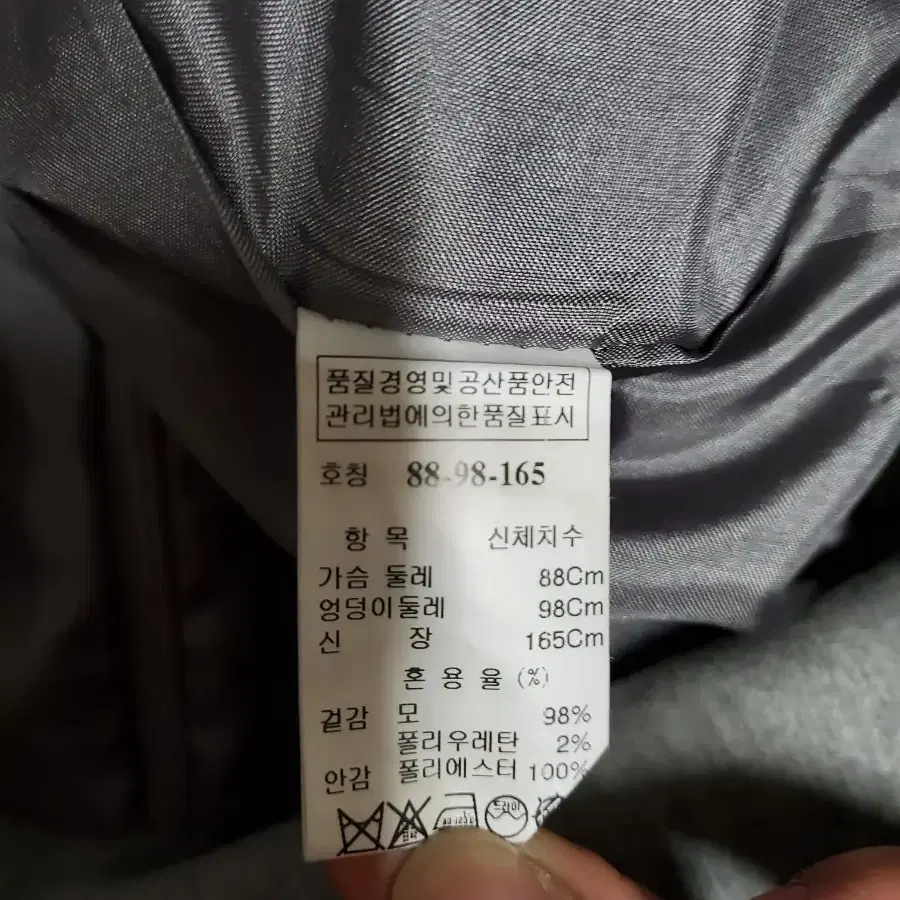 품질경영및공산품안전
관리법에의한품질표시
호칭 88-98-165
항 목 신체치수
가슴 둘레 88Cm
엉덩이둘레 98Cm
신 장 165Cm
혼 용 율 (%)
겉감 모 98%
폴리우레탄 2%
안감 폴리에스터 100%
드라이